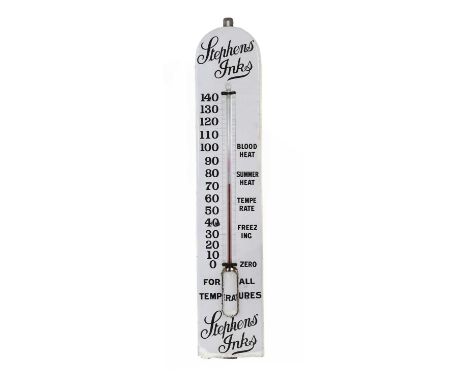 Stephens
Inks
140
130
120
110
100
BLOOD
HEAT
90
80
SUMMER
HEAT
70
60
TEMPE
RATE
50
40
30
FREEZ
ING
20
10
0
ZERO
FOR ALL
TEMPERATURES
Stephens
Inks